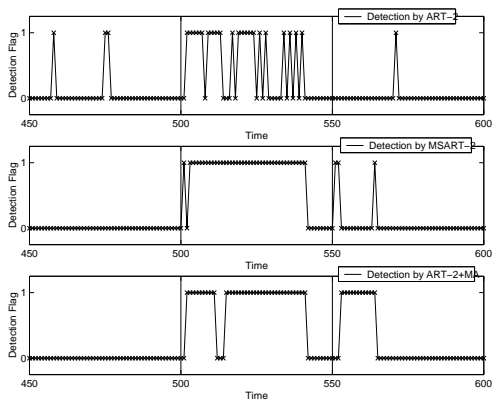 Detection by ART-2
Detection Flag
1
0
450 500 550 600
Time
Detection by MSART-2
Detection Flag
1
0
450 500 550 600
Time
Detection by ART-2+MA
Detection Flag
1
0
450 500 550 600
Time